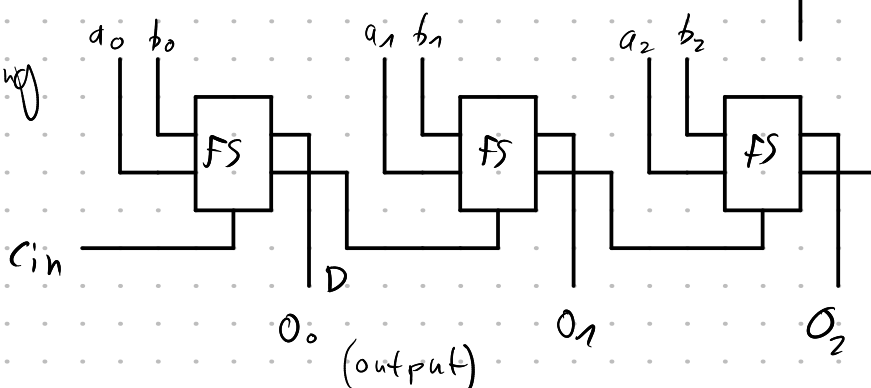 a0 b0 a1 b1 a2 b2
FS FS FS
Cin
D
O0 O1 O2
(output)